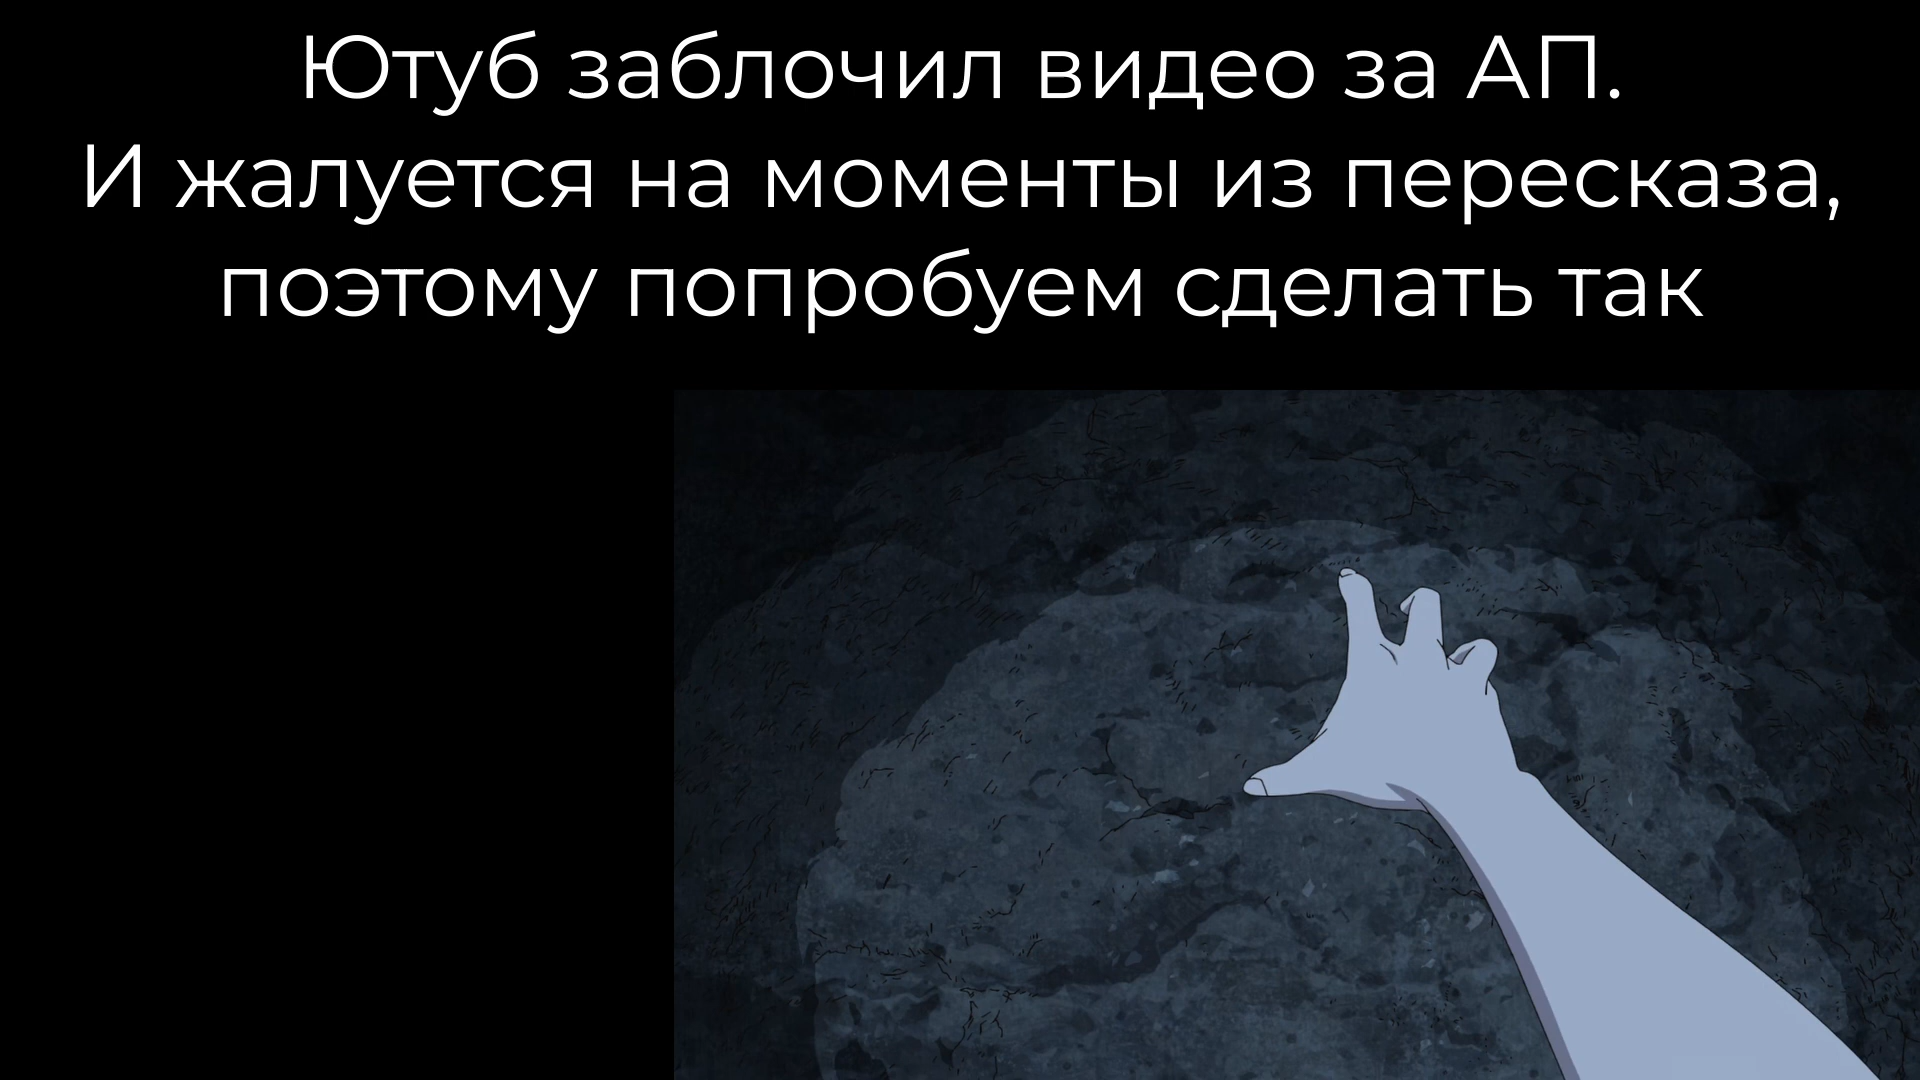 Ютуб заблочил видео за АП.
И жалуется на моменты из пересказа,
поэтому попробуем сделать так